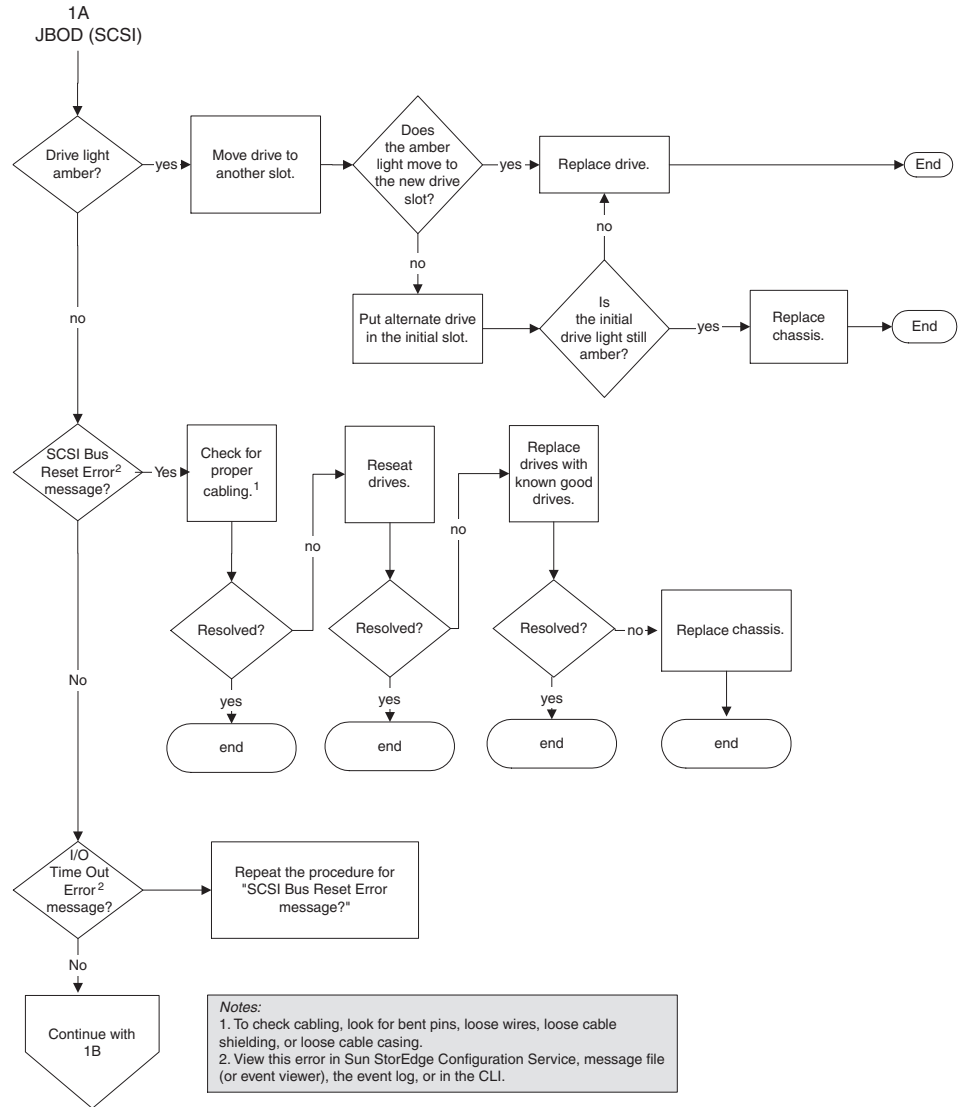 1A
JBOD (SCSI)
Drive light
amber?
yes
Move drive to
another slot.
Does
the amber
light move to
the new drive
slot?
yes
Replace drive.
End
no
no
Put alternate drive
in the initial slot.
Is
the initial
drive light still
amber?
yes
Replace
chassis.
End
no
SCSI Bus
Reset Error2
message?
Yes
Check for
proper
cabling.1
no
Reseat
drives.
no
Replace
drives with
known good
drives.
Resolved?
Resolved?
Resolved?
no
Replace chassis.
yes
yes
yes
end
end
end
end
No
I/O
Time Out
Error2
message?
Repeat the procedure for
"SCSI Bus Reset Error
message?"
No
Continue with
1B
Notes:
1. To check cabling, look for bent pins, loose wires, loose cable
shielding, or loose cable casing.
2. View this error in Sun StorEdge Configuration Service, message file
(or event viewer), the event log, or in the CLI.